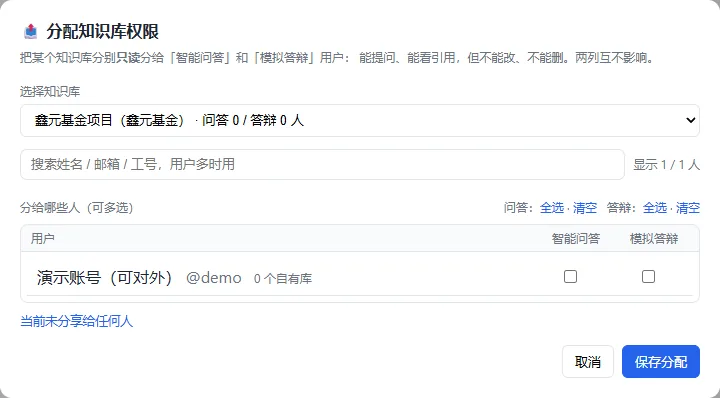 分配知识库权限
把某个知识库分别只读分给「智能问答」和「模拟答辩」用户： 能提问、能看引用，但不能改、不能删。两列互不影响。
选择知识库
鑫元基金项目（鑫元基金） · 问答 0 / 答辩 0 人
搜索姓名 / 邮箱 / 工号，用户多时用 显示 1 / 1 人
分给哪些人（可多选） 问答：全选 · 清空 答辩：全选 · 清空
用户 智能问答 模拟答辩
演示账号（可对外） @demo 0 个自有库
当前未分享给任何人
取消 保存分配